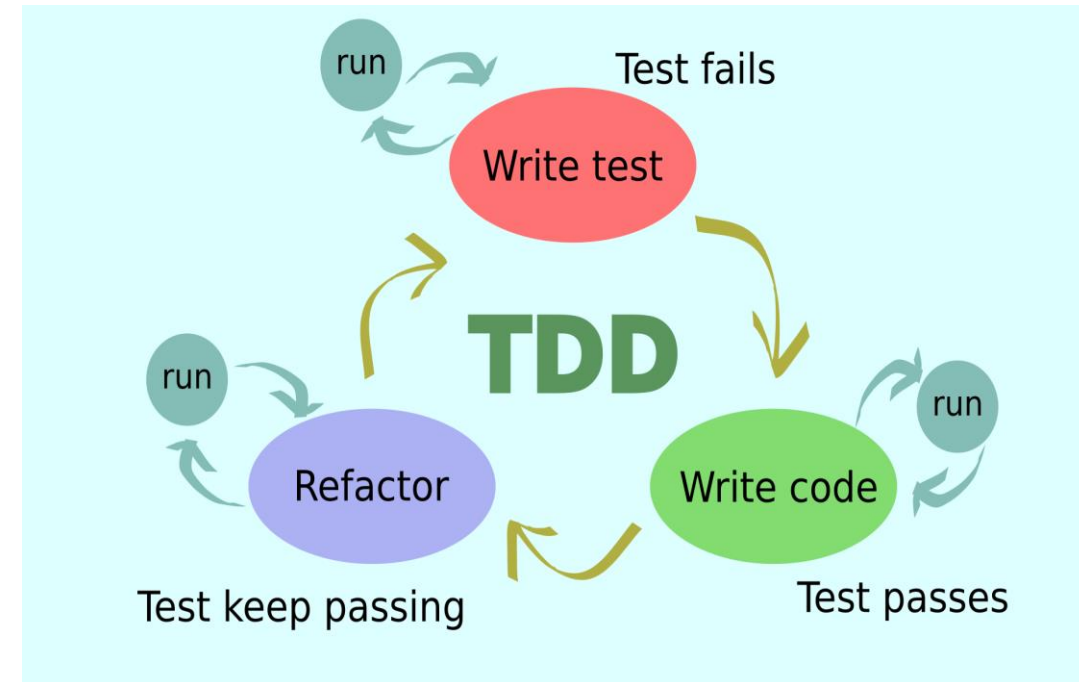 run
Test fails
Write test
TDD
run
run
Refactor
Write code
Test passes
Test keep passing